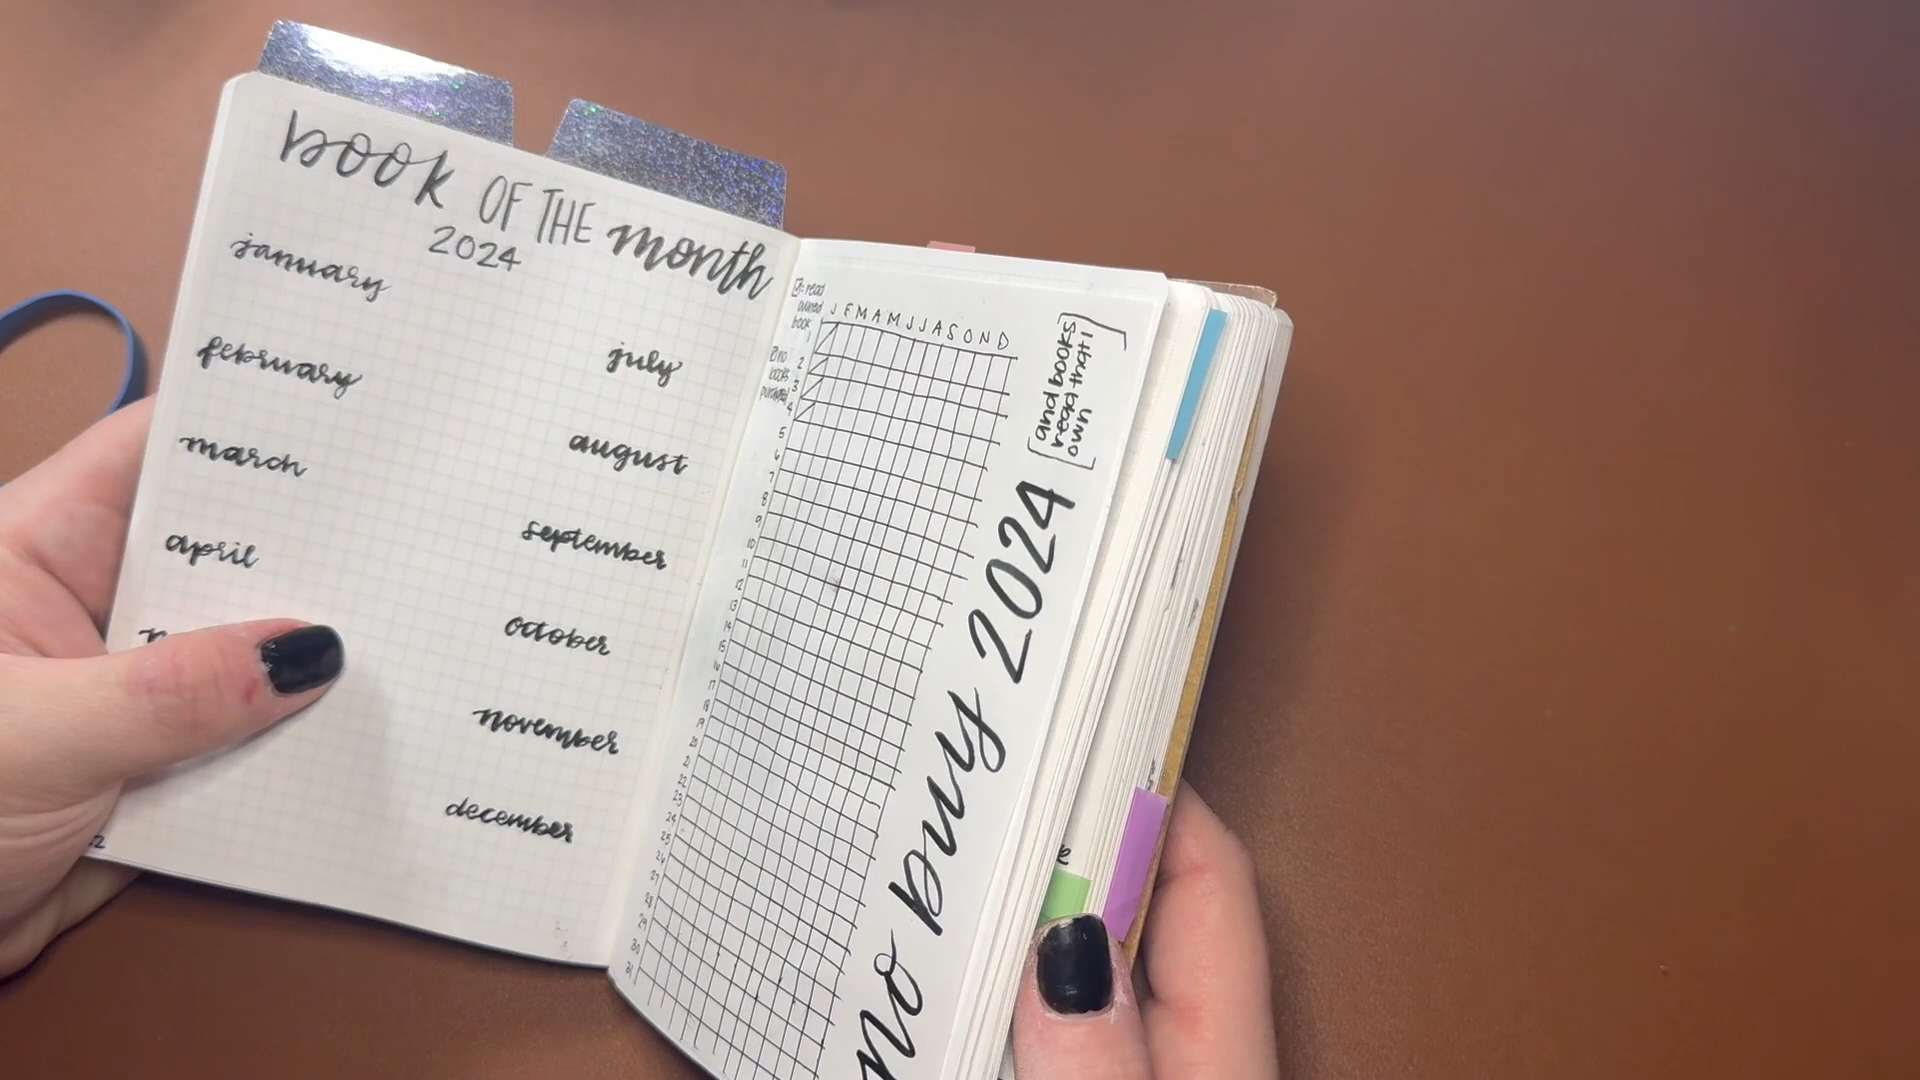 book OF THE month
2024
january
february
march
april
july
august
september
october
november
december
= read
owned
book
no
books
purchased
J F M A M J J A S O N D
1
2
3
4
5
6
7
8
9
10
11
12
13
14
15
16
17
18
19
20
21
22
23
24
25
26
27
28
29
30
31
[and books
read that I
own]
no buy 2024